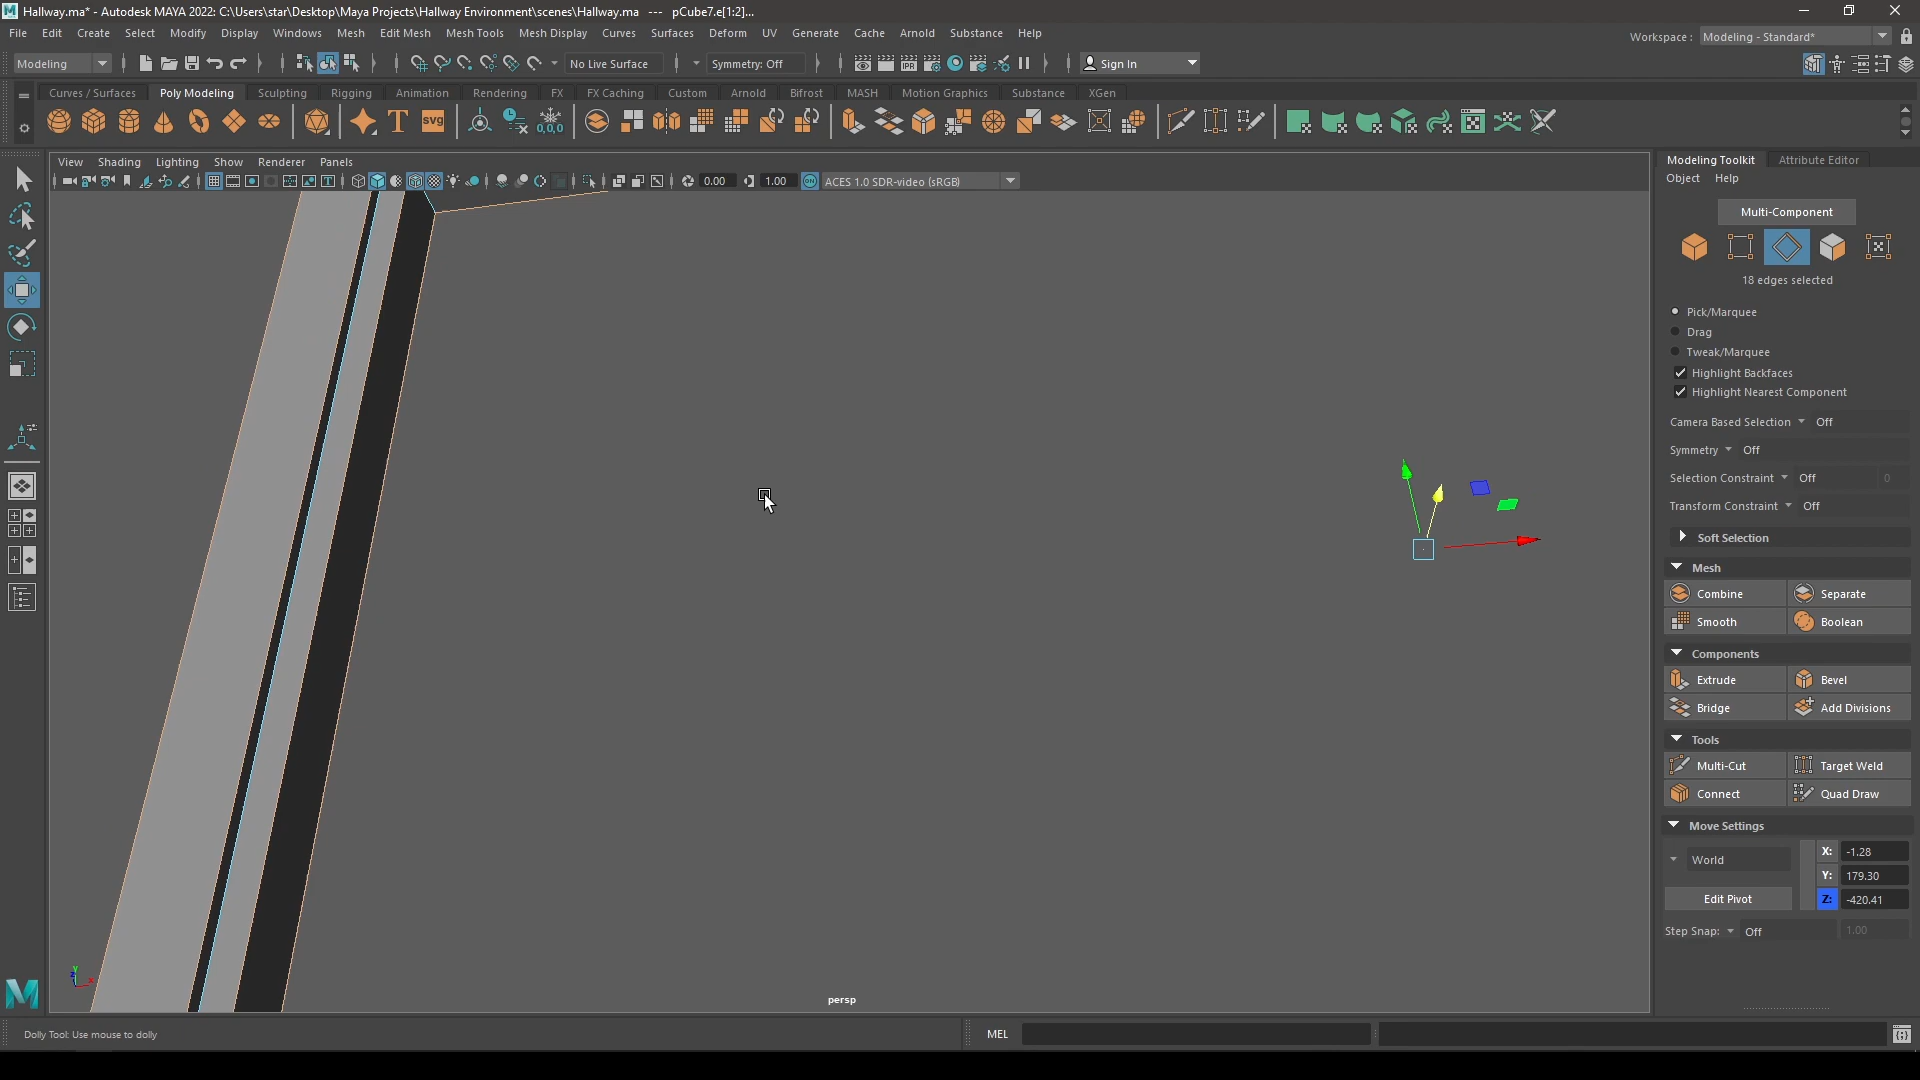 Hallway.ma* - Autodesk MAYA 2022: C:\Users\star\Desktop\Maya Projects\Hallway Environment\scenes\Hallway.ma --- pCube7.e[1:2]...
File Edit Create Select Modify Display Windows Mesh Edit Mesh Mesh Tools Mesh Display Curves Surfaces Deform UV Generate Cache Arnold Substance Help
Workspace : Modeling - Standard*
Modeling No Live Surface Symmetry: Off Sign In
Curves / Surfaces Poly Modeling Sculpting Rigging Animation Rendering FX FX Caching Custom Arnold Bifrost MASH Motion Graphics Substance XGen
View Shading Lighting Show Renderer Panels
0.00 1.00 ACES 1.0 SDR-video (sRGB)
Modeling Toolkit Attribute Editor
Object Help
Multi-Component
18 edges selected
Pick/Marquee
Drag
Tweak/Marquee
Highlight Backfaces
Highlight Nearest Component
Camera Based Selection Off
Symmetry Off
Selection Constraint Off 0
Transform Constraint Off
Soft Selection
Mesh
Combine Separate
Smooth Boolean
Components
Extrude Bevel
Bridge Add Divisions
Tools
Multi-Cut Target Weld
Connect Quad Draw
Move Settings
World
X: -1.28
Y: 179.30
Edit Pivot
Z: -420.41
Step Snap: Off 1.00
persp
Dolly Tool: Use mouse to dolly
MEL